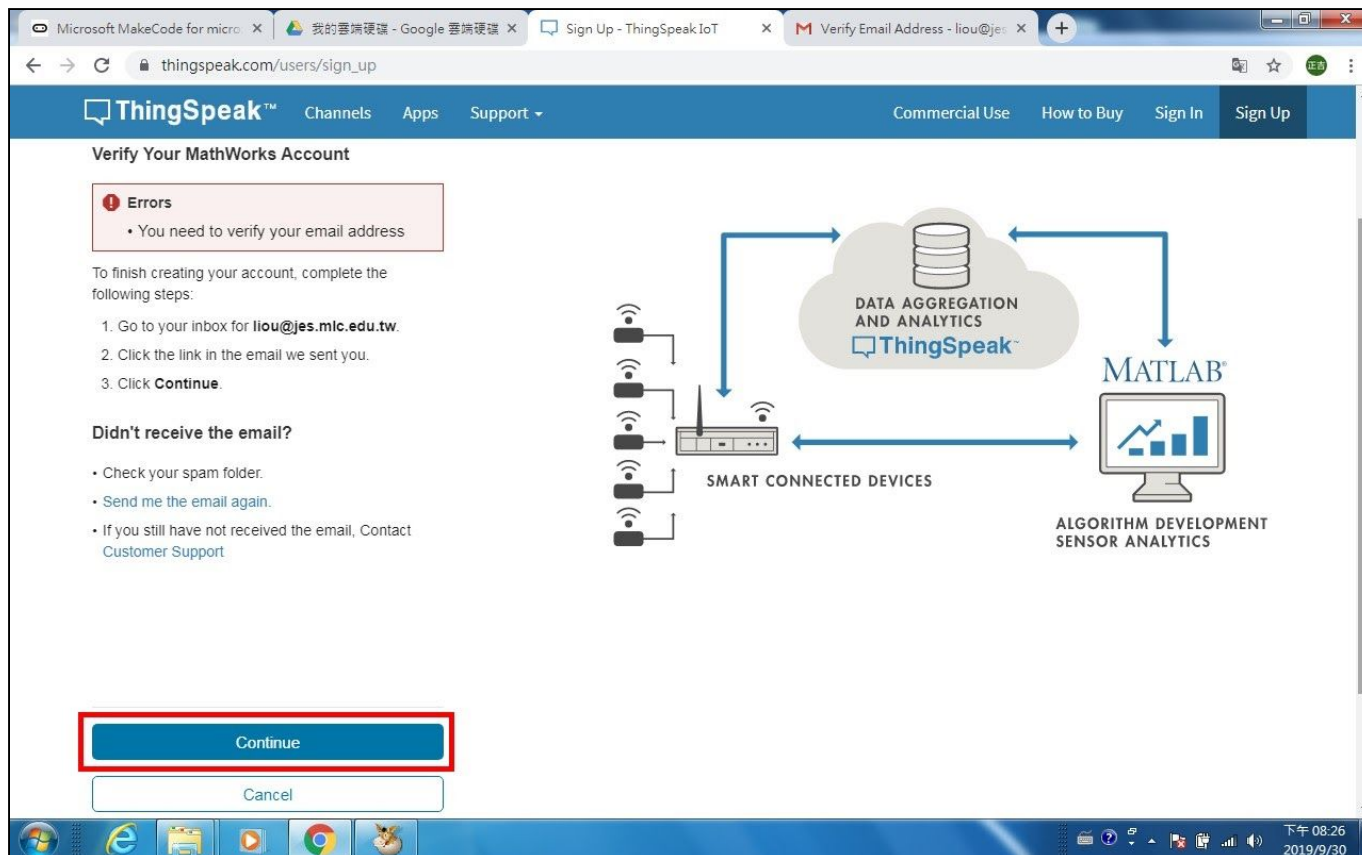 Microsoft MakeCode for micro
我的雲端硬碟 - Google 雲端硬碟
Sign Up - ThingSpeak IoT
Verify Email Address - liou@jes
thingspeak.com/users/sign_up
正吉
ThingSpeak™
Channels
Apps
Support
Commercial Use
How to Buy
Sign In
Sign Up
Verify Your MathWorks Account
Errors
• You need to verify your email address
To finish creating your account, complete the
following steps:
1. Go to your inbox for liou@jes.mlc.edu.tw.
2. Click the link in the email we sent you.
3. Click Continue.
Didn't receive the email?
• Check your spam folder.
• Send me the email again.
• If you still have not received the email, Contact
Customer Support
Continue
Cancel
DATA AGGREGATION
AND ANALYTICS
ThingSpeak™
SMART CONNECTED DEVICES
MATLAB®
ALGORITHM DEVELOPMENT
SENSOR ANALYTICS
下午 08:26
2019/9/30